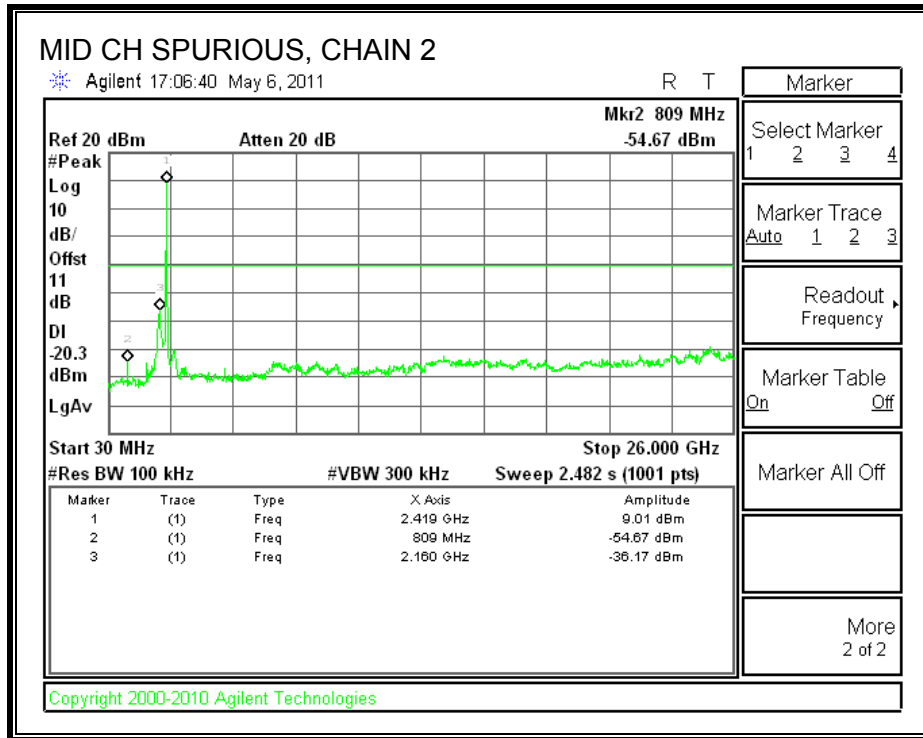 MID CH SPURIOUS, CHAIN 2
Agilent 17:06:40 May 6, 2011 R T
Mkr2 809 MHz
Ref 20 dBm Atten 20 dB -54.67 dBm
#Peak
Log
10
dB/
Offst
11
dB
DI
-20.3
dBm
LgAv
1
3
2
Start 30 MHz Stop 26.000 GHz
#Res BW 100 kHz #VBW 300 kHz Sweep 2.482 s (1001 pts)
Marker Trace Type X Axis Amplitude
1 (1) Freq 2.419 GHz 9.01 dBm
2 (1) Freq 809 MHz -54.67 dBm
3 (1) Freq 2.160 GHz -36.17 dBm
Marker
Select Marker
1 2 3 4
Marker Trace
Auto 1 2 3
Readout
Frequency
Marker Table
On Off
Marker All Off
More
2 of 2
Copyright 2000-2010 Agilent Technologies